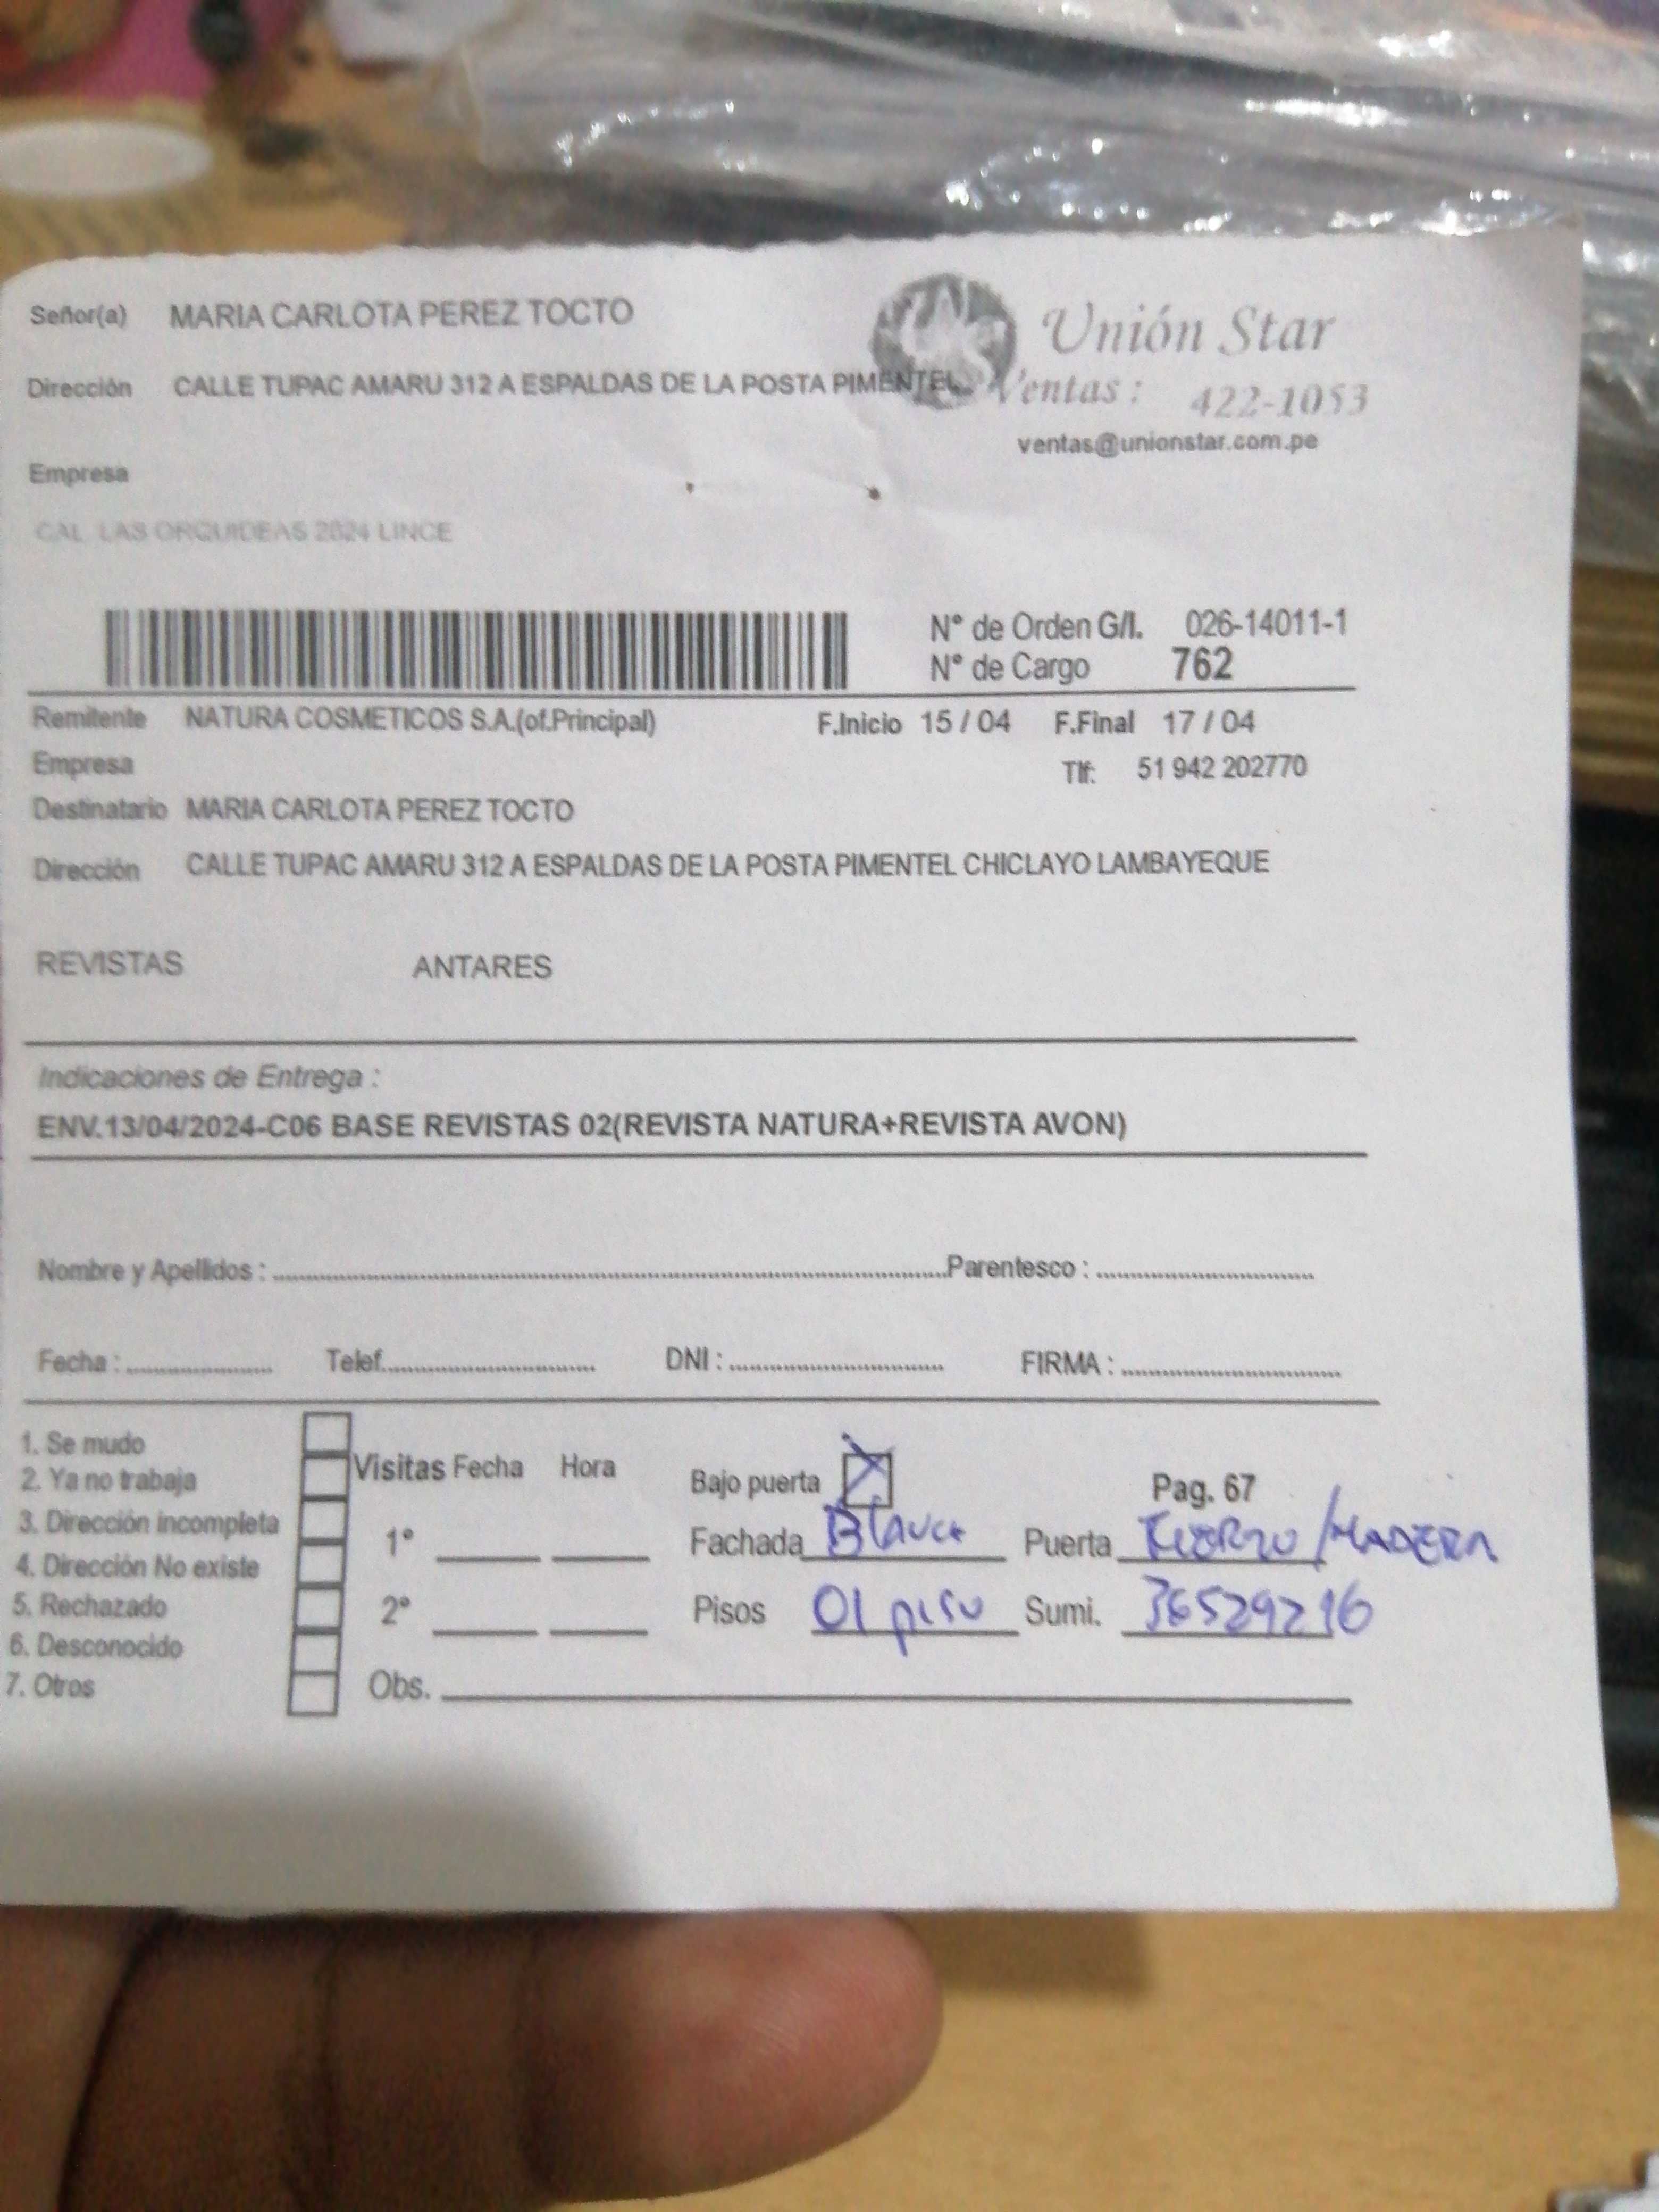 Señor(a) MARIA CARLOTA PEREZ TOCTO
Unión Star
Dirección CALLE TUPAC AMARU 312 A ESPALDAS DE LA POSTA PIMENTEL
Ventas : 422-1053
ventas@unionstar.com.pe
Empresa
CAL. LAS ORQUIDEAS 2624 LINCE
N° de Orden G/I. 026-14011-1
N° de Cargo 762
Remitente NATURA COSMETICOS S.A.(of.Principal) F.Inicio 15 / 04 F.Final 17 / 04
Empresa Tlf: 51 942 202770
Destinatario MARIA CARLOTA PEREZ TOCTO
Dirección CALLE TUPAC AMARU 312 A ESPALDAS DE LA POSTA PIMENTEL CHICLAYO LAMBAYEQUE
REVISTAS ANTARES
Indicaciones de Entrega :
ENV.13/04/2024-C06 BASE REVISTAS 02(REVISTA NATURA+REVISTA AVON)
Nombre y Apellidos : Parentesco :
Fecha : Telef. DNI : FIRMA :
1. Se mudo
2. Ya no trabaja
3. Dirección incompleta
4. Dirección No existe
5. Rechazado
6. Desconocido
7. Otros
Visitas Fecha Hora
1°
2°
Obs.
Bajo puerta X Pag. 67
Fachada Blanca Puerta /MADERA
Pisos 01 piso Sumi. 36529216